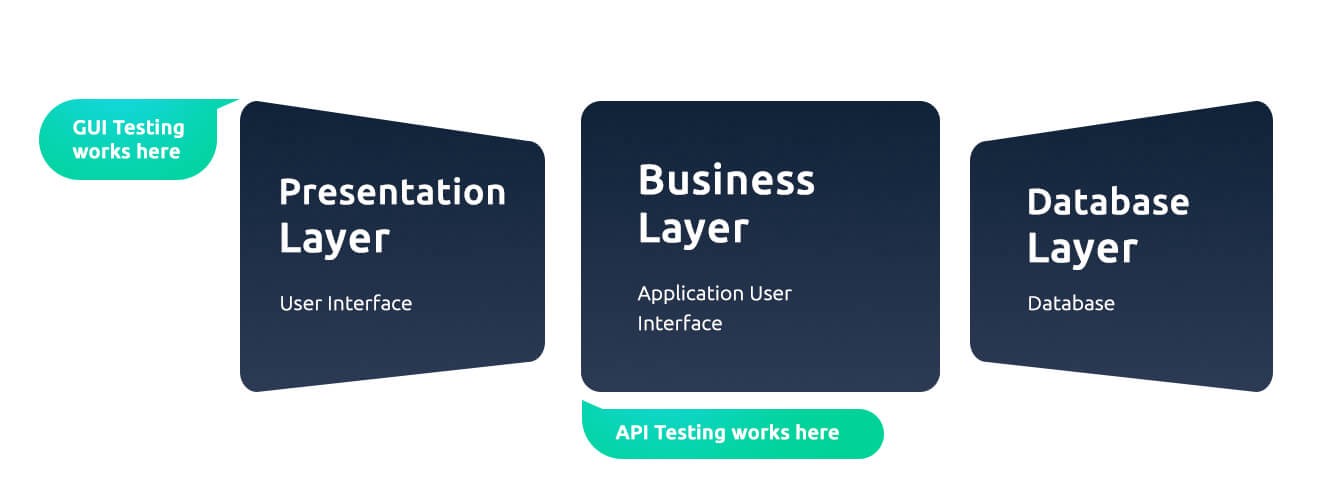 GUI Testing
works here
Presentation
Layer
User Interface
Business
Layer
Application User
Interface
API Testing works here
Database
Layer
Database